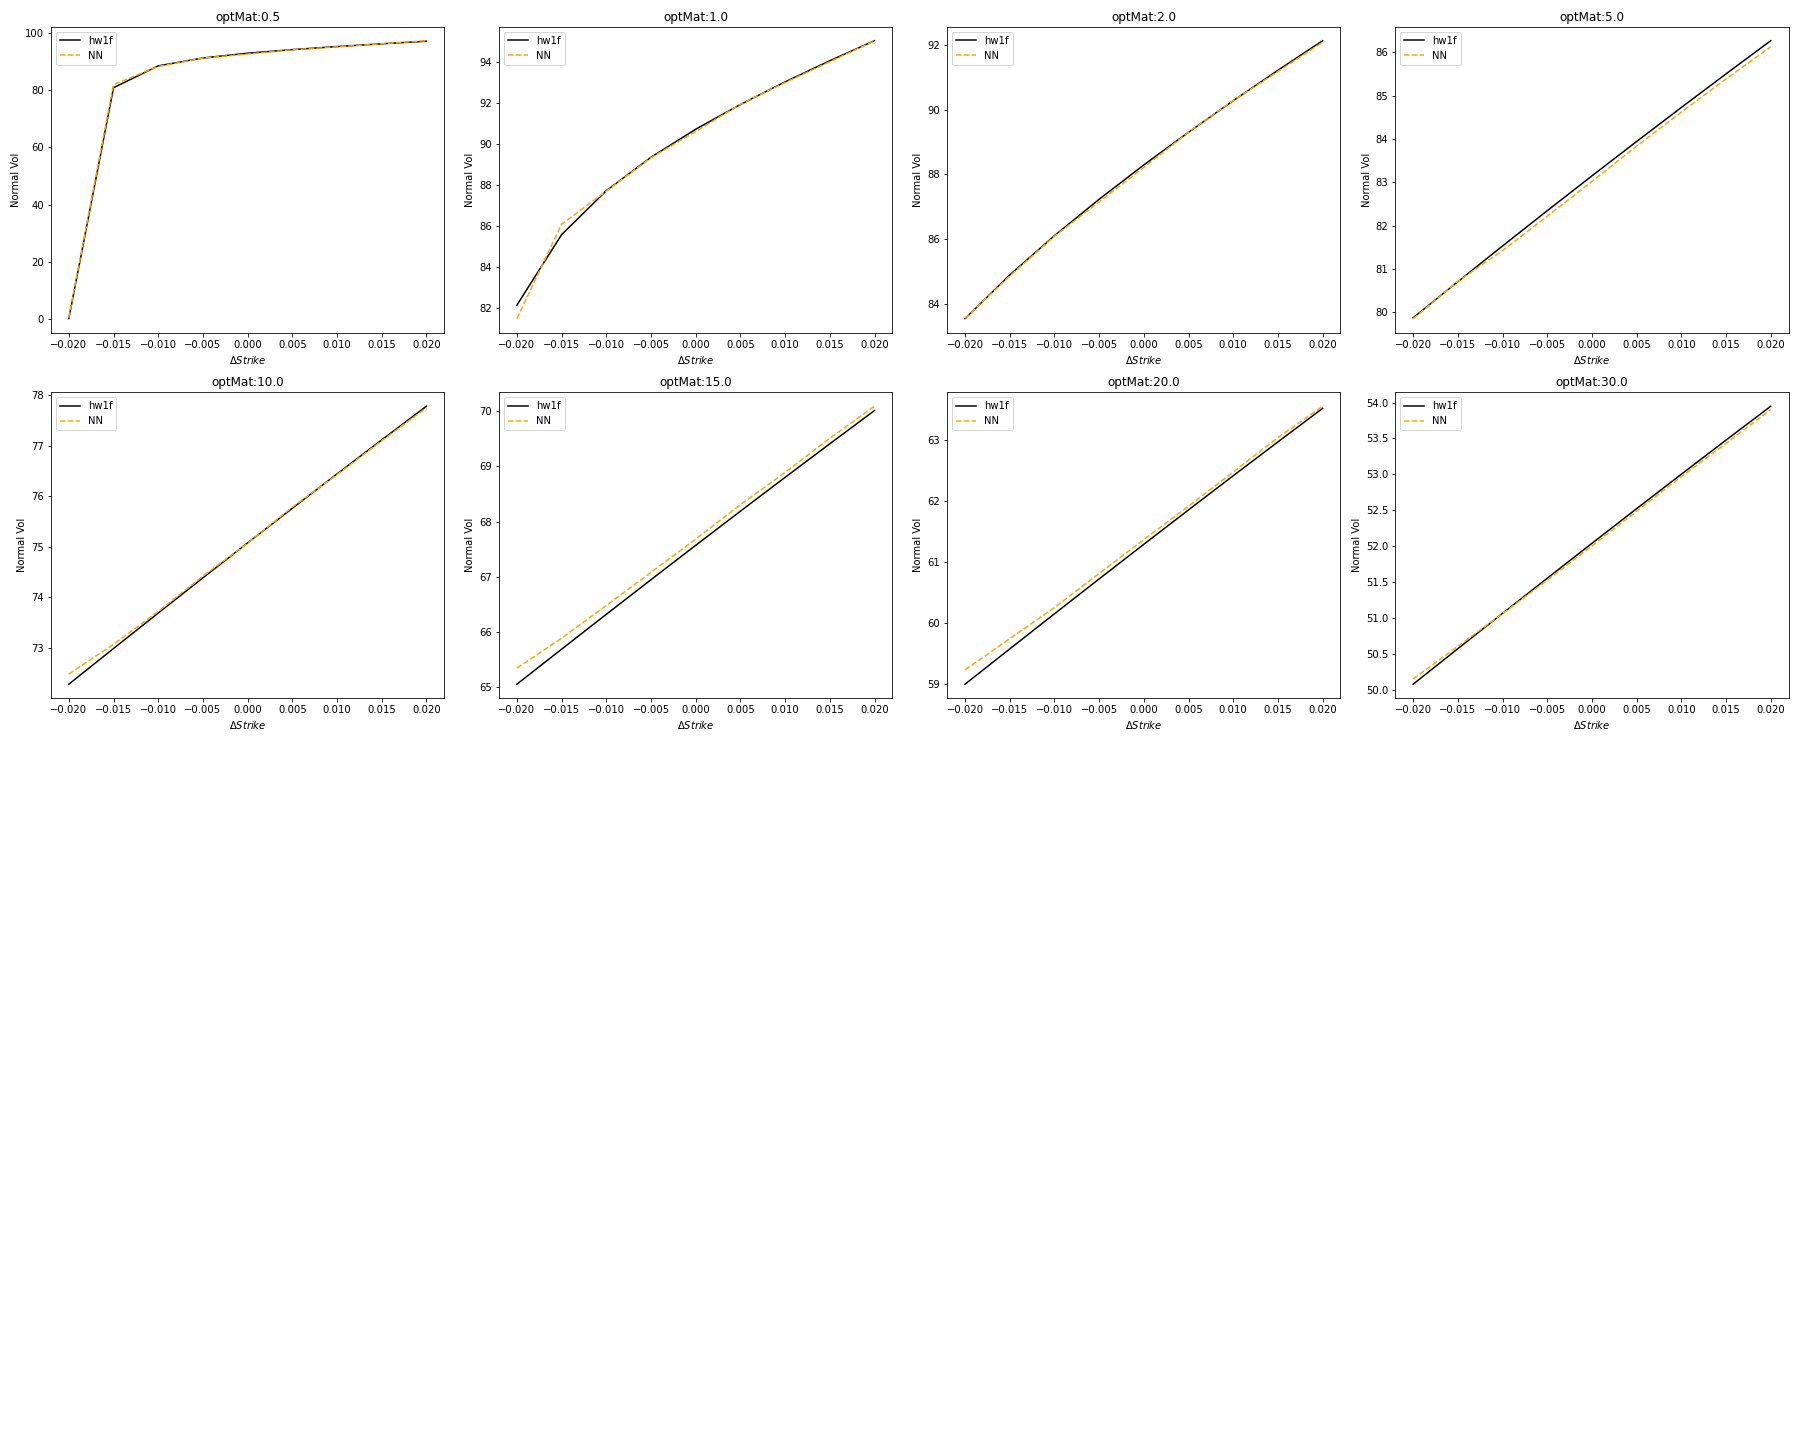 optMat:0.5
hw1f
NN
Normal Vol
100
80
60
40
20
0
−0.020 −0.015 −0.010 −0.005 0.000 0.005 0.010 0.015 0.020
ΔStrike
optMat:1.0
hw1f
NN
Normal Vol
94
92
90
88
86
84
82
−0.020 −0.015 −0.010 −0.005 0.000 0.005 0.010 0.015 0.020
ΔStrike
optMat:2.0
hw1f
NN
Normal Vol
92
90
88
86
84
−0.020 −0.015 −0.010 −0.005 0.000 0.005 0.010 0.015 0.020
ΔStrike
optMat:5.0
hw1f
NN
Normal Vol
86
85
84
83
82
81
80
−0.020 −0.015 −0.010 −0.005 0.000 0.005 0.010 0.015 0.020
ΔStrike
optMat:10.0
hw1f
NN
Normal Vol
78
77
76
75
74
73
−0.020 −0.015 −0.010 −0.005 0.000 0.005 0.010 0.015 0.020
ΔStrike
optMat:15.0
hw1f
NN
Normal Vol
70
69
68
67
66
65
−0.020 −0.015 −0.010 −0.005 0.000 0.005 0.010 0.015 0.020
ΔStrike
optMat:20.0
hw1f
NN
Normal Vol
63
62
61
60
59
−0.020 −0.015 −0.010 −0.005 0.000 0.005 0.010 0.015 0.020
ΔStrike
optMat:30.0
hw1f
NN
Normal Vol
54.0
53.5
53.0
52.5
52.0
51.5
51.0
50.5
50.0
−0.020 −0.015 −0.010 −0.005 0.000 0.005 0.010 0.015 0.020
ΔStrike